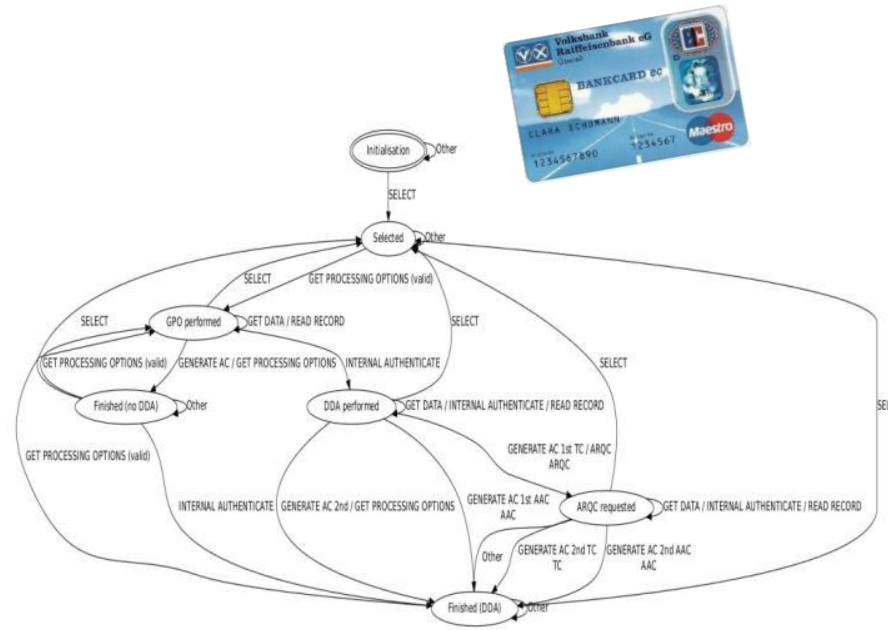 Volksbank
Raiffeisenbank eG
BANKCARD ec
CLARA SCHUMANN
1234567890
1234567
Maestro
Initialisation
Other
SELECT
Selected
Other
SELECT
GET PROCESSING OPTIONS (valid)
GPO performed
GET DATA / READ RECORD
SELECT
SELECT
GET PROCESSING OPTIONS (valid)
GENERATE AC / GET PROCESSING OPTIONS
INTERNAL AUTHENTICATE
SELECT
Finished (no DDA)
Other
DDA performed
GET DATA / INTERNAL AUTHENTICATE / READ RECORD
SEL
GET PROCESSING OPTIONS (valid)
GENERATE AC 1st TC / ARQC
ARQC
INTERNAL AUTHENTICATE
GENERATE AC 2nd / GET PROCESSING OPTIONS
GENERATE AC 1st AAC
AAC
ARQC requested
GET DATA / INTERNAL AUTHENTICATE / READ RECORD
Other
GENERATE AC 2nd TC
TC
GENERATE AC 2nd AAC
AAC
Finished (DDA)
Other